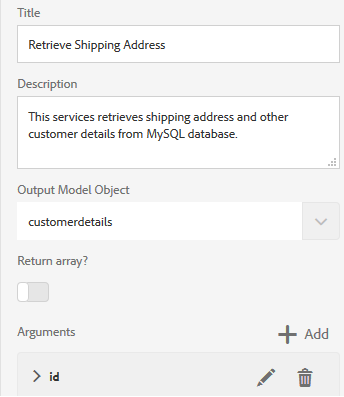 Title
Retrieve Shipping Address
Description
This services retrieves shipping address and other
customer details from MySQL database.
Output Model Object
customerdetails
Return array?
Arguments
Add
id